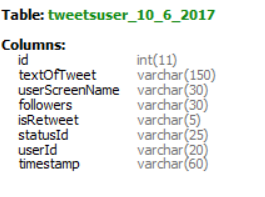 Table: tweetsuser_10_6_2017
Columns:
id int(11)
textOfTweet varchar(150)
userScreenName varchar(30)
followers varchar(30)
isRetweet varchar(5)
statusId varchar(25)
userId varchar(20)
timestamp varchar(60)